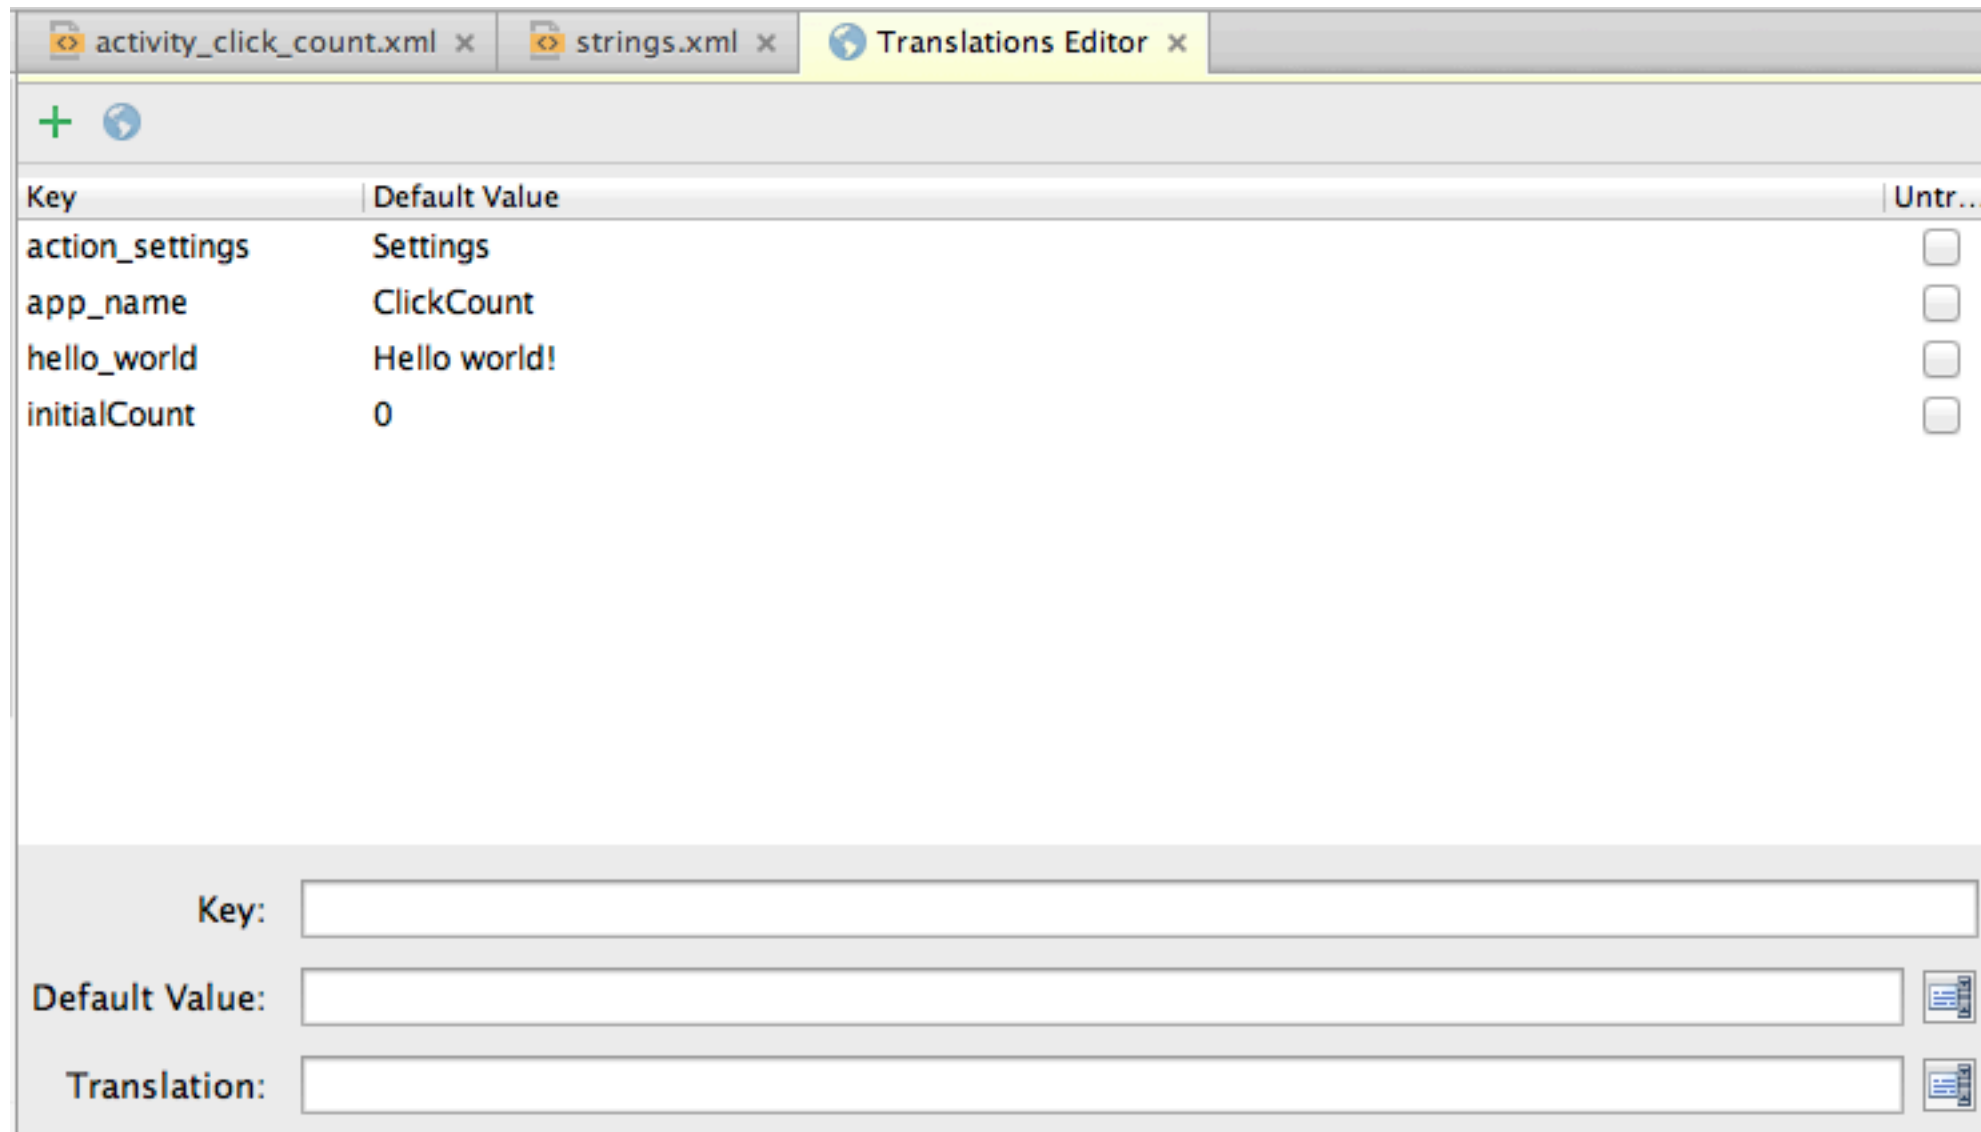 activity_click_count.xml strings.xml Translations Editor
Key Default Value Untr...
action_settings Settings
app_name ClickCount
hello_world Hello world!
initialCount 0
Key:
Default Value:
Translation: